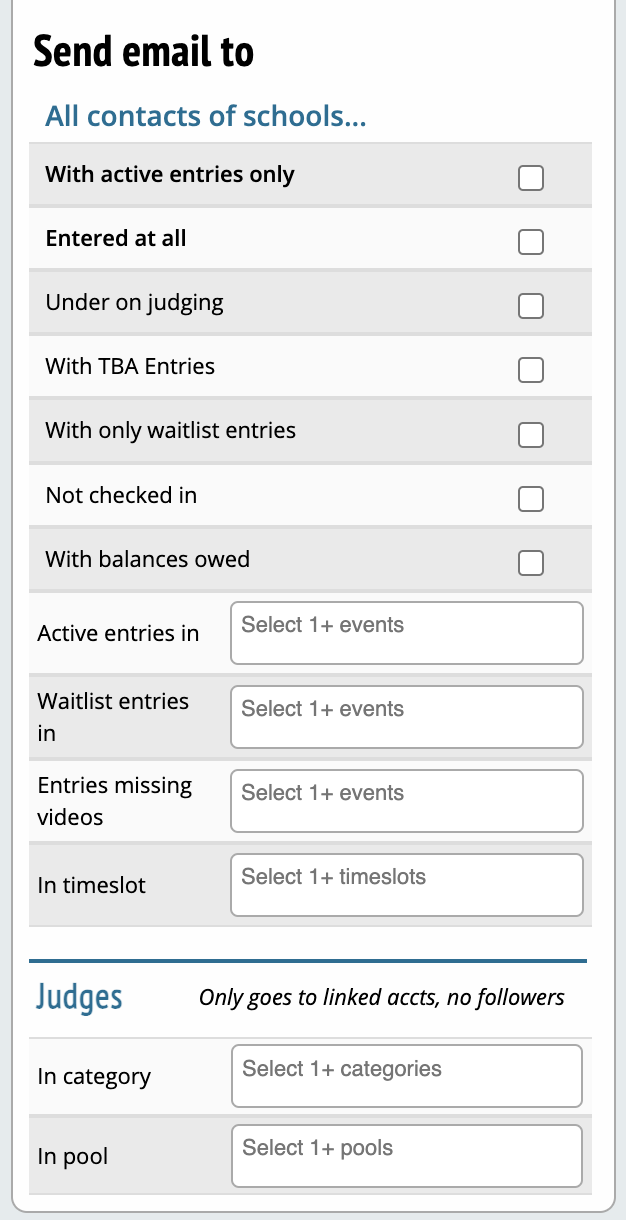 Send email to
All contacts of schools...
With active entries only
Entered at all
Under on judging
With TBA Entries
With only waitlist entries
Not checked in
With balances owed
Active entries in
Select 1+ events
Waitlist entries
in
Select 1+ events
Entries missing
videos
Select 1+ events
In timeslot
Select 1+ timeslots
Judges
Only goes to linked accts, no followers
In category
Select 1+ categories
In pool
Select 1+ pools